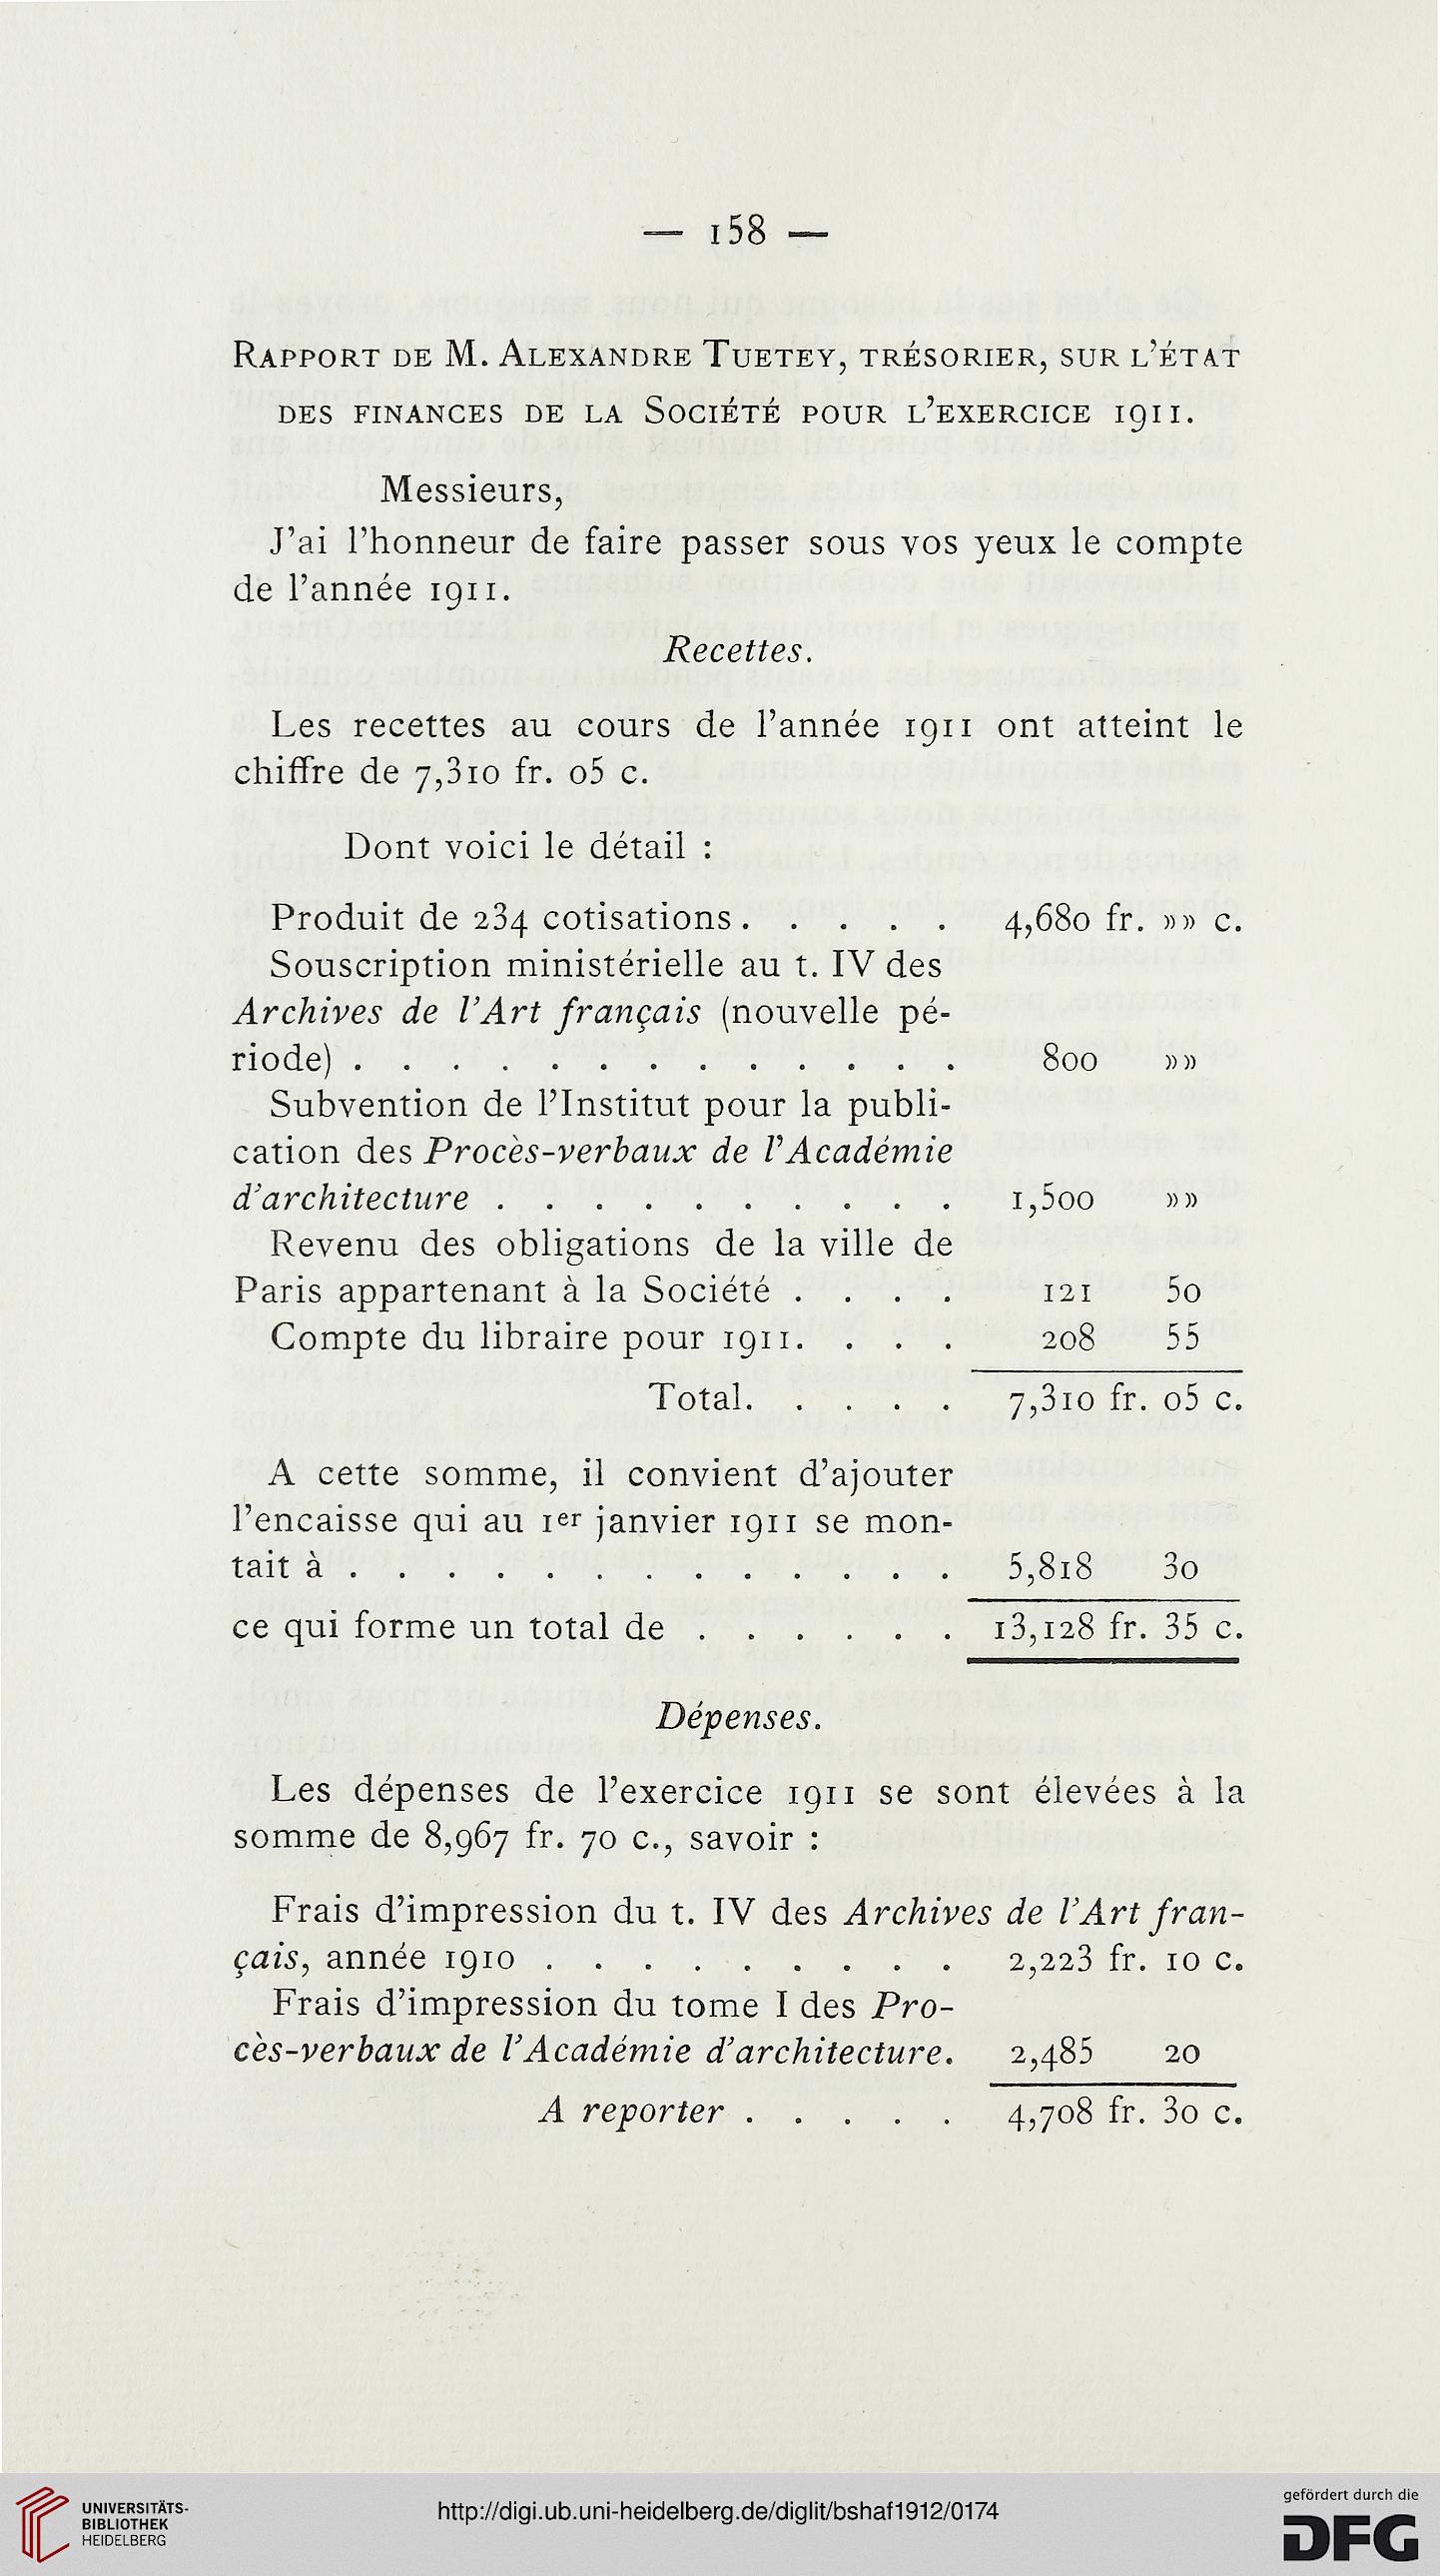 — 158 —
Rapport de M. Alexandre Tuetey, trésorier, sur l'état
des finances de la Société pour l'exercice 1911.
Messieurs,
J'ai l'honneur de faire passer sous vos yeux le compte
de l'année 1911.
Recettes.
Les recettes au cours de l'année 1911 ont atteint le
chiffre de 7,310 fr. 05 c.
Dont voici le détail :
Produit de 234 cotisations . . . . . 4,680 fr. »» c.
Souscription ministérielle au t. IV des
Archives de l'Art français (nouvelle pé-
riode) . . . . . . . . . . . . . 800 »»
Subvention de l'Institut pour la publi-
cation des Procès-verbaux de l'Académie
d'architecture . . . . . . . . . . 1,500 »»
Revenu des obligations de la ville de
Paris appartenant à la Société . . . . 121 50
Compte du libraire pour 1911. . . . 208 55
Total. . . . . 7,310 fr. 05 c.
A cette somme, il convient d'ajouter
l'encaisse qui au 1er janvier 1911 se mon-
tait à . . . . . . . . . . . . . 5,818 30
ce qui forme un total de . . . . . . 13,128 fr. 35 c.
Dépenses.
Les dépenses de l'exercice 1911 se sont élevées à la
somme de 8,967 fr. 70 c., savoir :
Frais d'impression du t. IV des Archives de l'Art fran-
çais, année 1910 . . . . . . . . . 2,223 fr. 10 c.
Frais d'impression du tome I des Pro-
cès-verbaux de l'Académie d'architecture. 2,485 20
A reporter . . . . . 4,708 fr. 30 c.
UNIVERSITÄTS-
BIBLIOTHEK
HEIDELBERG
http://digi.ub.uni-heidelberg.de/diglit/bshaf1912/0174
gefördert durch die
DFG